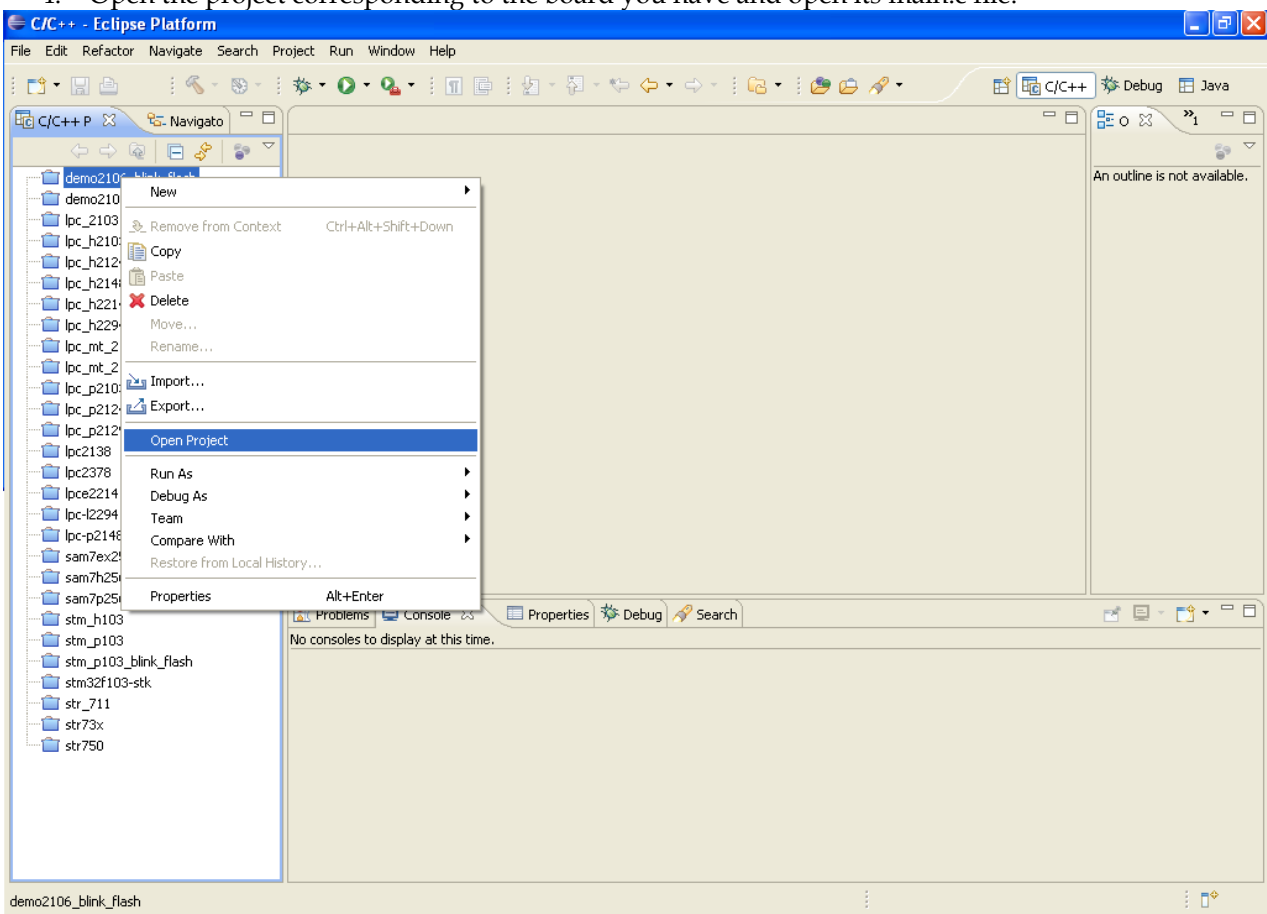 Open the project corresponding to the board you have and open its main.c file.
C/C++ - Eclipse Platform
File Edit Refactor Navigate Search Project Run Window Help
C/C++ Debug Java
C/C++ P Navigato
O 1
An outline is not available.
demo2106_blink_flash
demo210
lpc_2103
lpc_h210
lpc_h212
lpc_h214
lpc_h221
lpc_h229
lpc_mt_2
lpc_mt_2
lpc_p210
lpc_p212
lpc_p212
lpc2138
lpc2378
lpce2214
lpc-l2294
lpc-p2148
sam7ex2
sam7h25
sam7p25
stm_h103
stm_p103
stm_p103_blink_flash
stm32f103-stk
str_711
str73x
str750
New
Remove from Context Ctrl+Alt+Shift+Down
Copy
Paste
Delete
Move...
Rename...
Import...
Export...
Open Project
Run As
Debug As
Team
Compare With
Restore from Local History...
Properties Alt+Enter
Problems Console Properties Debug Search
No consoles to display at this time.
demo2106_blink_flash